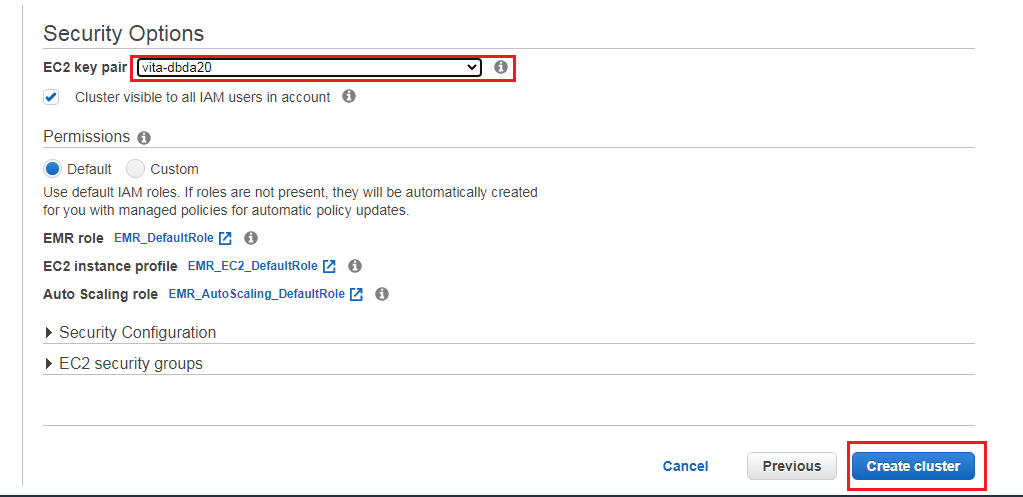 Security Options
EC2 key pair vita-dbda20
Cluster visible to all IAM users in account
Permissions
Default Custom
Use default IAM roles. If roles are not present, they will be automatically created
for you with managed policies for automatic policy updates.
EMR role EMR_DefaultRole
EC2 instance profile EMR_EC2_DefaultRole
Auto Scaling role EMR_AutoScaling_DefaultRole
Security Configuration
EC2 security groups
Cancel Previous Create cluster